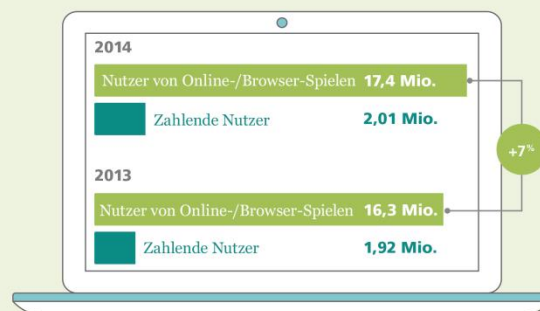 2014
Nutzer von Online-/Browser-Spielen 17,4 Mio.
Zahlende Nutzer 2,01 Mio.
+7%
2013
Nutzer von Online-/Browser-Spielen 16,3 Mio.
Zahlende Nutzer 1,92 Mio.